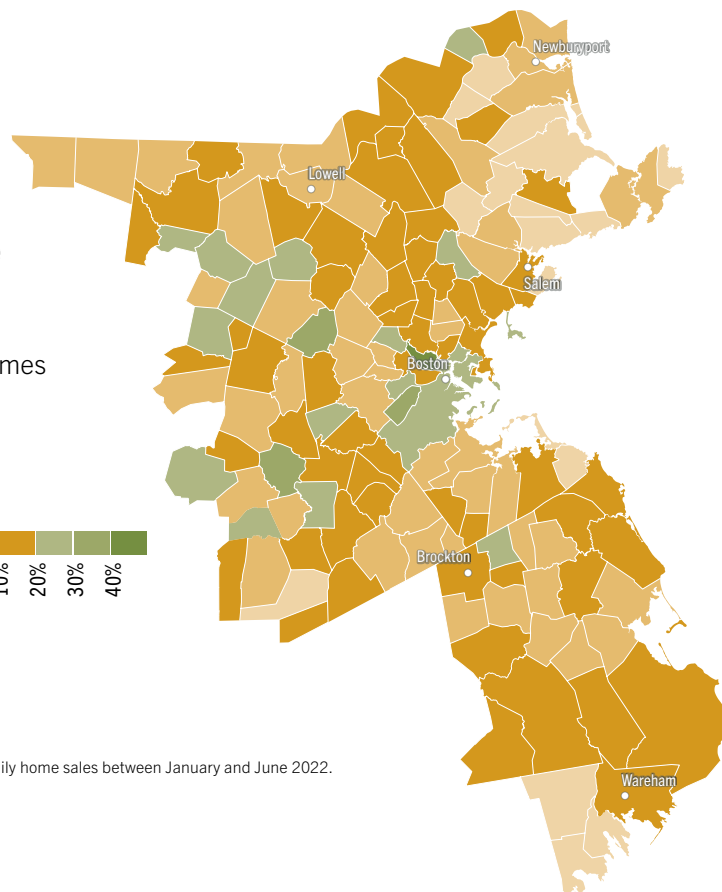 Newburyport
Lowell
Salem
mes
Boston
10%
20%
30%
40%
Brockton
ily home sales between January and June 2022.
Wareham